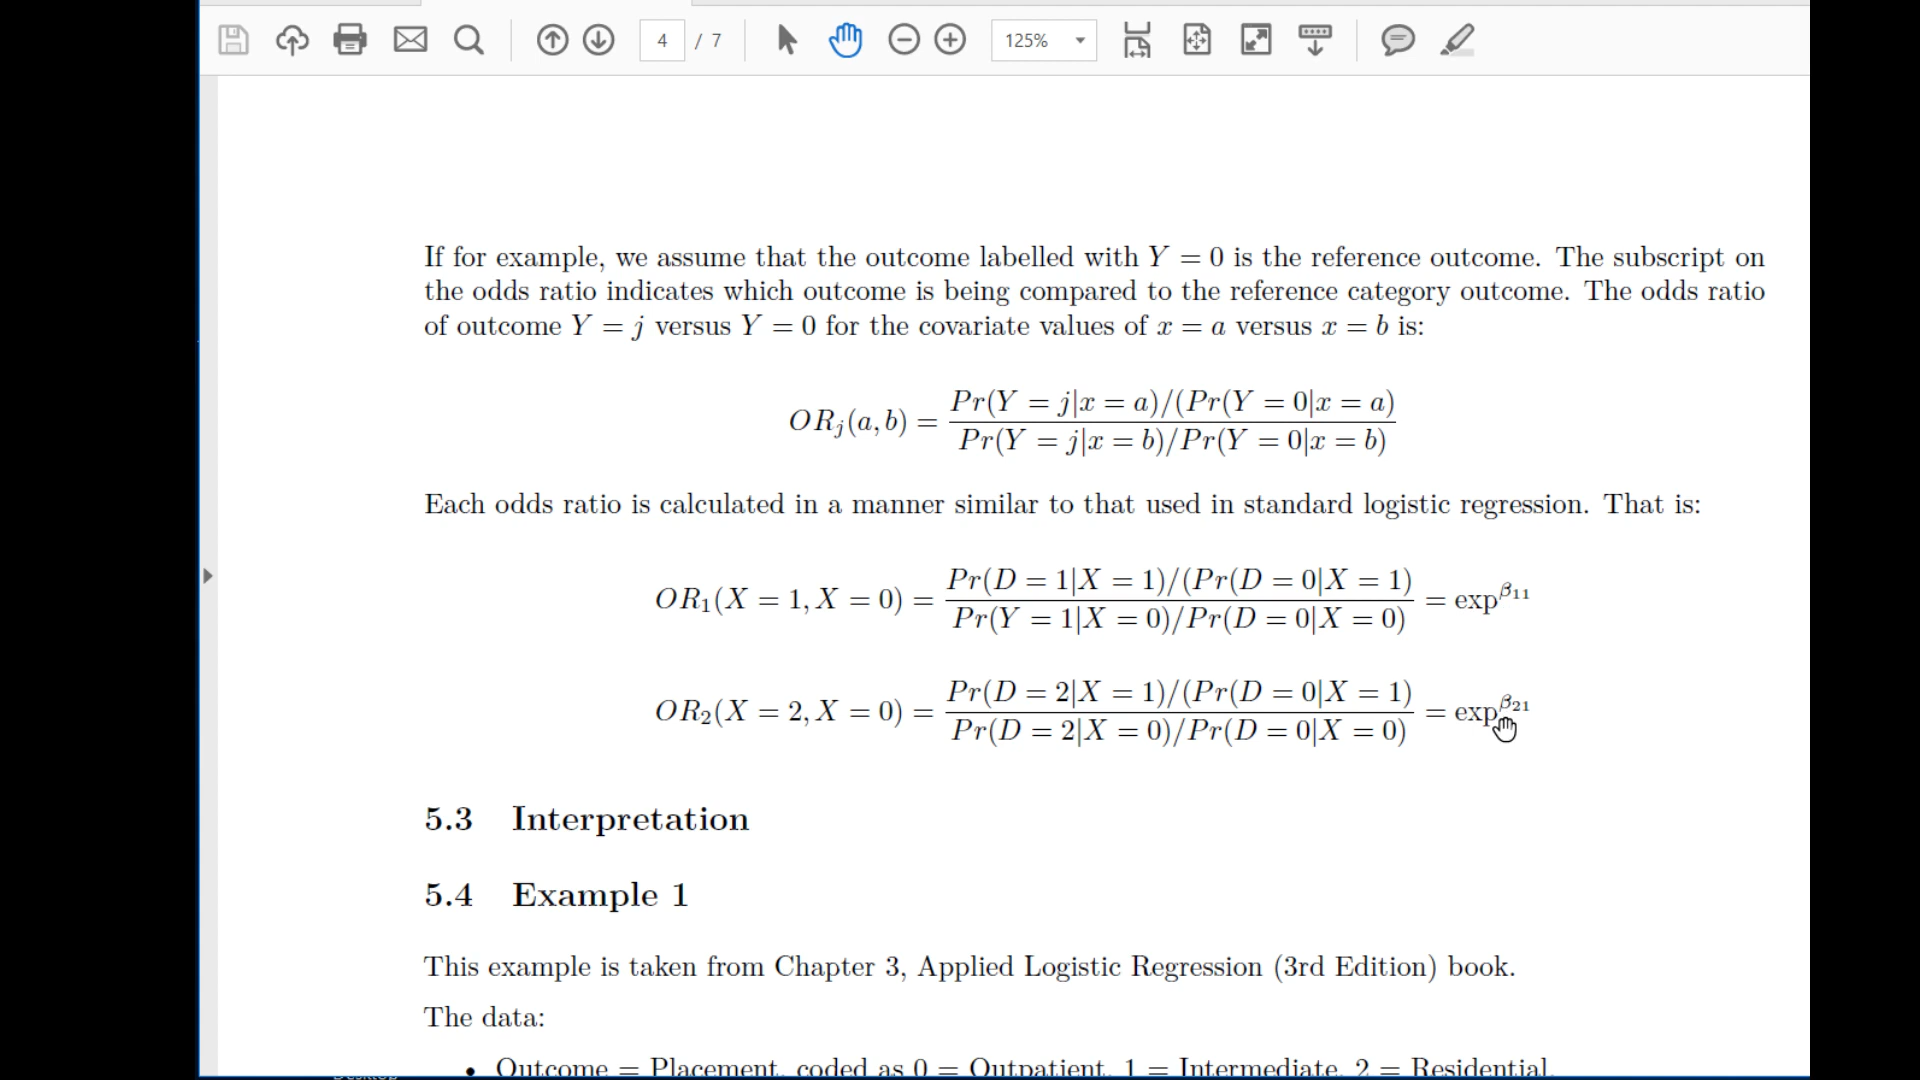 4 / 7 125%
If for example, we assume that the outcome labelled with Y = 0 is the reference outcome. The subscript on
the odds ratio indicates which outcome is being compared to the reference category outcome. The odds ratio
of outcome Y = j versus Y = 0 for the covariate values of x = a versus x = b is:
OR_j(a, b) = \frac{Pr(Y = j|x = a)/(Pr(Y = 0|x = a)}{Pr(Y = j|x = b)/Pr(Y = 0|x = b)}
Each odds ratio is calculated in a manner similar to that used in standard logistic regression. That is:
OR_1(X = 1, X = 0) = \frac{Pr(D = 1|X = 1)/(Pr(D = 0|X = 1)}{Pr(Y = 1|X = 0)/Pr(D = 0|X = 0)} = exp^{β_{11}}
OR_2(X = 2, X = 0) = \frac{Pr(D = 2|X = 1)/(Pr(D = 0|X = 1)}{Pr(D = 2|X = 0)/Pr(D = 0|X = 0)} = exp^{β_{21}}
5.3 Interpretation
5.4 Example 1
This example is taken from Chapter 3, Applied Logistic Regression (3rd Edition) book.
The data:
• Outcome = Placement, coded as 0 = Outpatient, 1 = Intermediate, 2 = Residential.